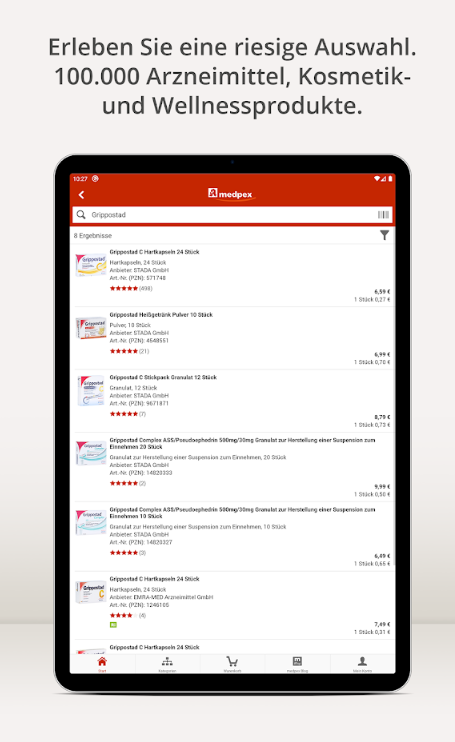 Erleben Sie eine riesige Auswahl.
100.000 Arzneimittel, Kosmetik-
und Wellnessprodukte.
10:27
medpex
Grippostad
8 Ergebnisse
Grippostad C Hartkapseln 24 Stück
Hartkapseln, 24 Stück
Anbieter: STADA GmbH
Art.-Nr. (PZN): 571748
(498)
6,59 €
1 Stück 0,27 €
Grippostad Heißgetränk Pulver 10 Stück
Pulver, 10 Stück
Anbieter: STADA GmbH
Art.-Nr. (PZN): 4648551
(21)
6,99 €
1 Stück 0,70 €
Grippostad C Stickpack Granulat 12 Stück
Granulat, 12 Stück
Anbieter: STADA GmbH
Art.-Nr. (PZN): 9671871
(7)
8,79 €
1 Stück 0,73 €
Grippostad Complex ASS/Pseudoephedrin 500mg/30mg Granulat zur Herstellung einer Suspension zum
Einnehmen 20 Stück
Granulat zur Herstellung einer Suspension zum Einnehmen, 20 Stück
Anbieter: STADA GmbH
Art.-Nr. (PZN): 14820333
(2)
9,99 €
1 Stück 0,50 €
Grippostad Complex ASS/Pseudoephedrin 500mg/30mg Granulat zur Herstellung einer Suspension zum
Einnehmen 10 Stück
Granulat zur Herstellung einer Suspension zum Einnehmen, 10 Stück
Anbieter: STADA GmbH
Art.-Nr. (PZN): 14820327
(3)
6,49 €
1 Stück 0,65 €
Grippostad C Hartkapseln 24 Stück
Hartkapseln, 24 Stück
Anbieter: EMRA-MED Arzneimittel GmbH
Art.-Nr. (PZN): 1246165
(4)
7,49 €
1 Stück 0,31 €
Grippostad C Hartkapseln 24 Stück
Start
Kategorien
Warenkorb
medpex Blog
Mein Konto